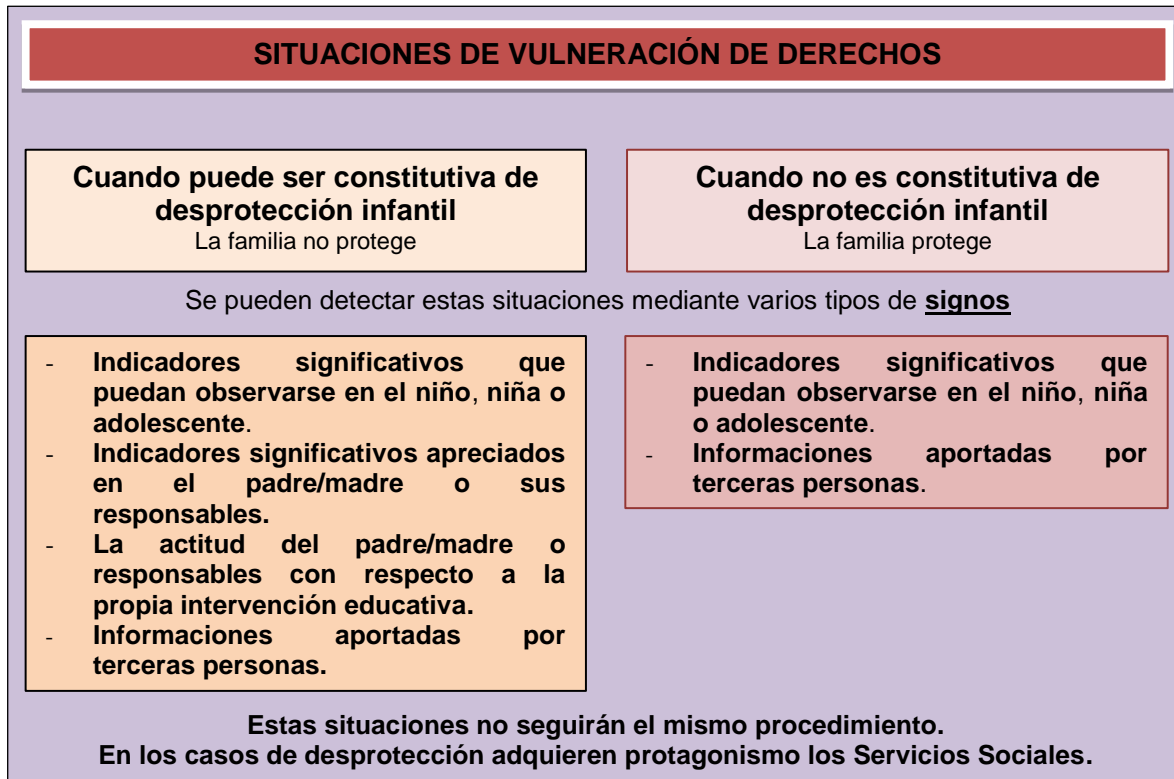 SITUACIONES DE VULNERACIÓN DE DERECHOS
Cuando puede ser constitutiva de
desprotección infantil
La familia no protege
Cuando no es constitutiva de
desprotección infantil
La familia protege
Se pueden detectar estas situaciones mediante varios tipos de signos
- Indicadores significativos que
puedan observarse en el niño, niña o
adolescente.
- Indicadores significativos apreciados
en el padre/madre o sus
responsables.
- La actitud del padre/madre o
responsables con respecto a la
propia intervención educativa.
- Informaciones aportadas por
terceras personas.
- Indicadores significativos que
puedan observarse en el niño, niña
o adolescente.
- Informaciones aportadas por
terceras personas.
Estas situaciones no seguirán el mismo procedimiento.
En los casos de desprotección adquieren protagonismo los Servicios Sociales.